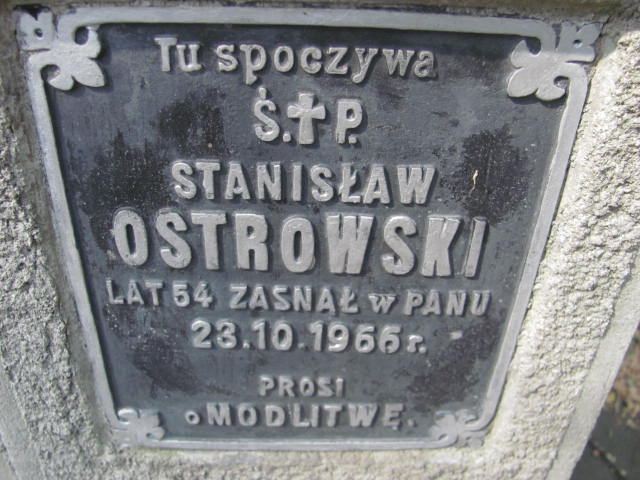 Tu spoczywa
Ś.†P.
STANISŁAW
OSTROWSKI
LAT 54 ZASNĄŁ w PANU
23.10.1966 r.
PROSI
o MODLITWĘ.